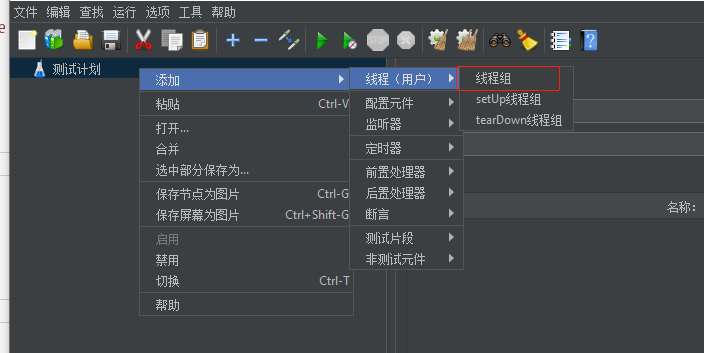 文件 编辑 查找 运行 选项 工具 帮助
测试计划
添加
粘贴 Ctrl-V
打开...
合并
选中部分保存为...
保存节点为图片 Ctrl-G
保存屏幕为图片 Ctrl+Shift-G
启用
禁用
切换 Ctrl-T
帮助
线程（用户）
配置元件
监听器
定时器
前置处理器
后置处理器
断言
测试片段
非测试元件
线程组
setUp线程组
tearDown线程组
名称: